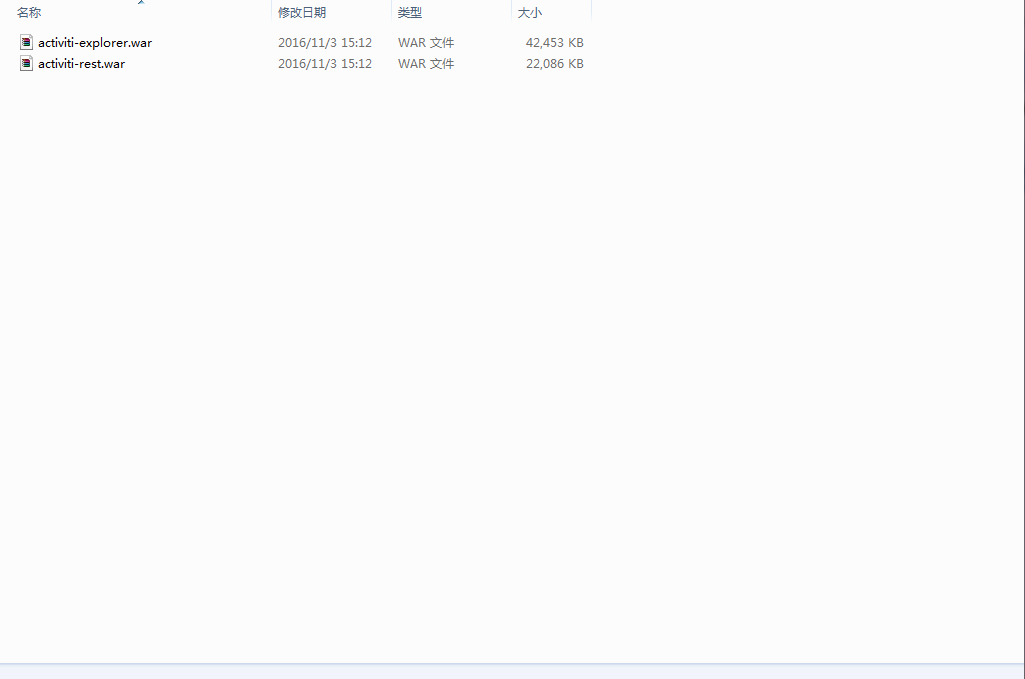 名称 修改日期 类型 大小
activiti-explorer.war 2016/11/3 15:12 WAR 文件 42,453 KB
activiti-rest.war 2016/11/3 15:12 WAR 文件 22,086 KB